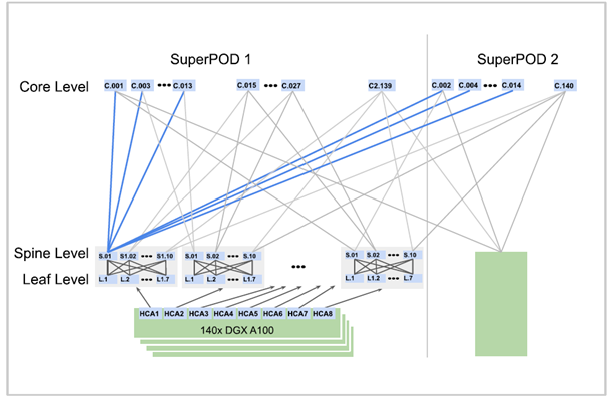 SuperPOD 1 SuperPOD 2
Core Level C.001 C.003 ••• C.013 C.015 ••• C.027 C2.139 C.002 C.004 ••• C.014 C.140
Spine Level S.01 S1.02 ••• S1.10 S.01 S.02 ••• S.10 S.01 S.02 ••• S.10
Leaf Level L.1 L.2 ••• L1.7 L.1 L.2 ••• L1.7 ••• L.1 L.2 ••• L1.7
HCA1 HCA2 HCA3 HCA4 HCA5 HCA6 HCA7 HCA8
140x DGX A100